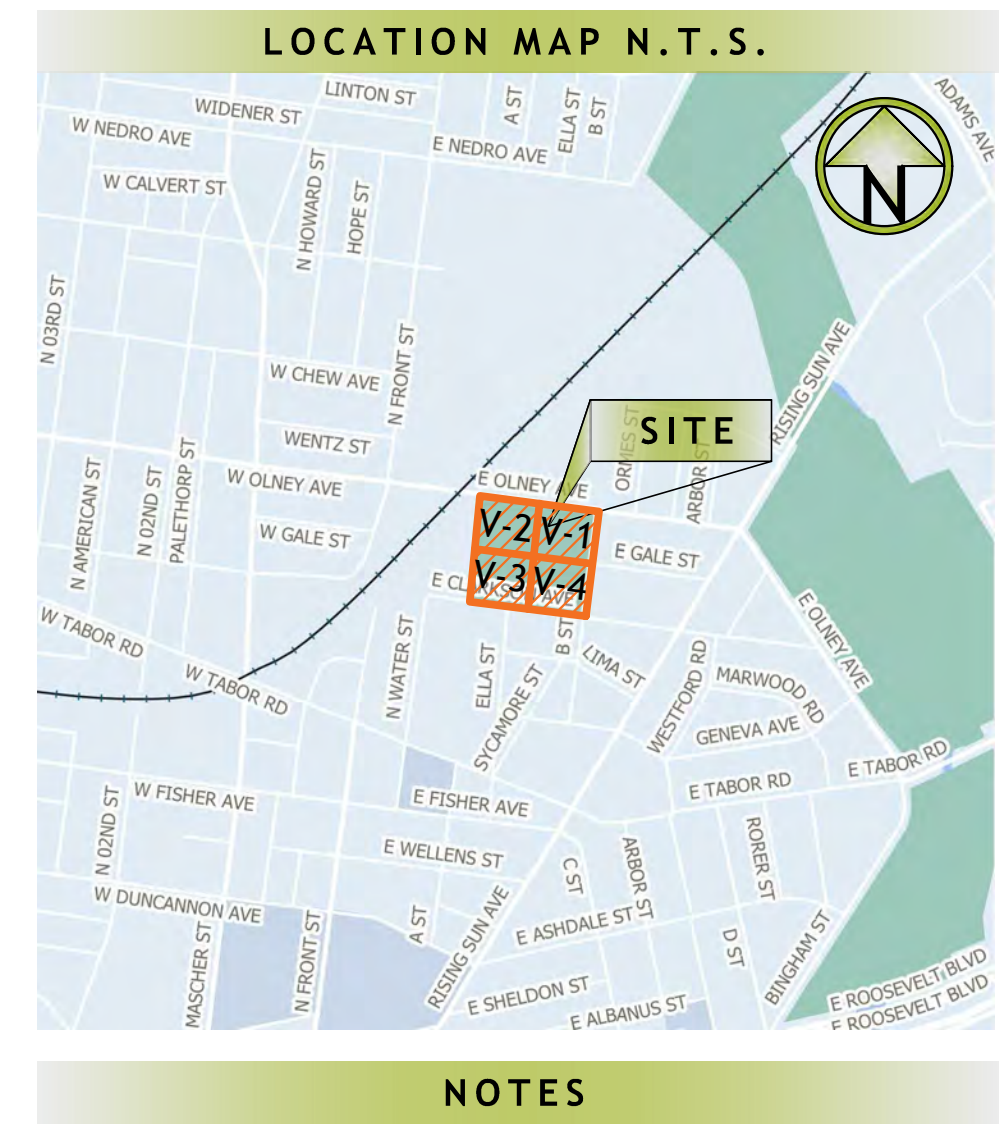 LOCATION MAP N.T.S.
LINTON ST
WIDENER ST
W NEDRO AVE
A ST
ELLA ST
B ST
ADAMS AVE
E NEDRO AVE
W CALVERT ST
N HOWARD ST
HOPE ST
N
N 03RD ST
N FRONT ST
W CHEW AVE
RISING SUN AVE
WENTZ ST
SITE
ORMES ST
ARBOR ST
W OLNEY AVE
E OLNEY AVE
N AMERICAN ST
N 02ND ST
PALETHORP ST
W GALE ST
V-2
V-1
E GALE ST
V-3
V-4
E CLARKSON AVE
W TABOR RD
W TABOR RD
N WATER ST
ELLA ST
SYCAMORE ST
B ST
LIMA ST
WESTFORD RD
MARWOOD RD
GENEVA AVE
E OLNEY AVE
E TABOR RD
E TABOR RD
N 02ND ST
W FISHER AVE
E FISHER AVE
E WELLENS ST
C ST
ARBOR ST
RORER ST
W DUNCANNON AVE
MASCHER ST
N FRONT ST
A ST
RISING SUN AVE
E ASHDALE ST
D ST
BINGHAM ST
E SHELDON ST
E ALBANUS ST
E ROOSEVELT BLVD
E ROOSEVELT BLVD
NOTES